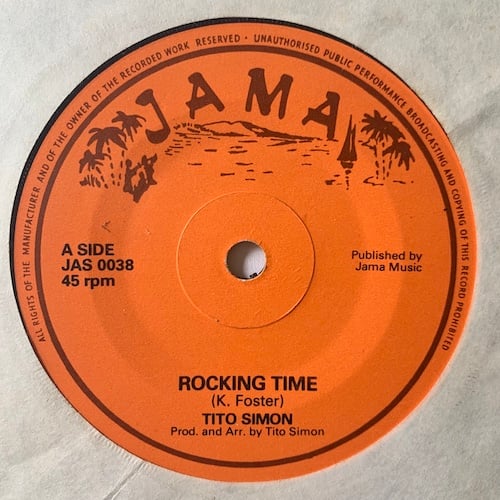 ALL RIGHTS OF THE MANUFACTURER AND OF THE OWNER OF THE RECORDED WORK RESERVED · UNAUTHORISED PUBLIC PERFORMANCE BROADCASTING AND COPYING OF THIS RECORD PROHIBITED
JAMA
A SIDE
JAS 0038
45 rpm
Published by
Jama Music
ROCKING TIME
(K. Foster)
TITO SIMON
Prod. and Arr. by Tito Simon